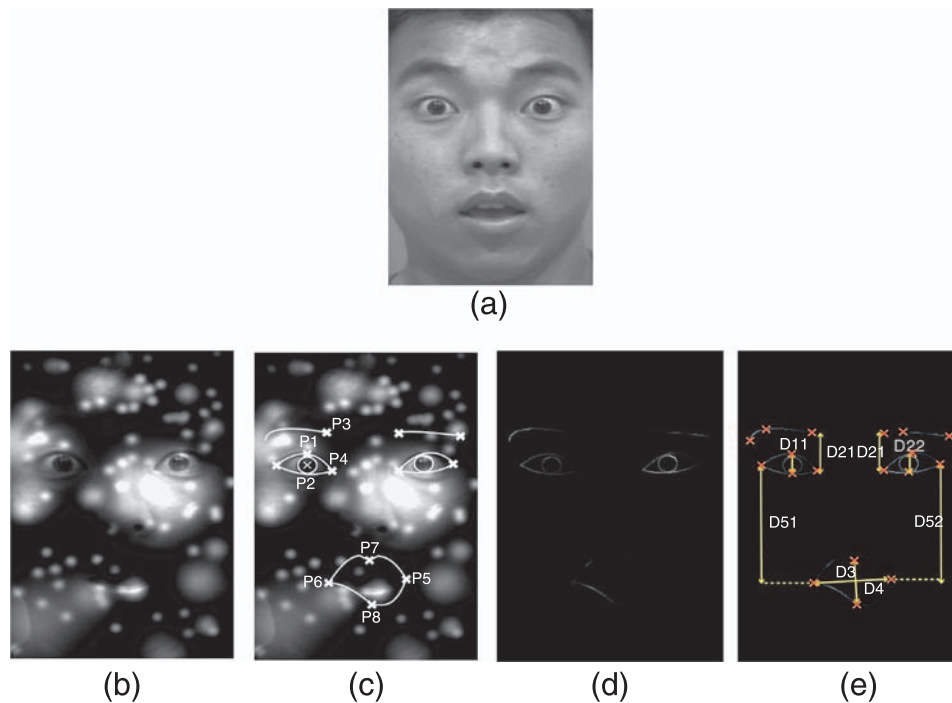 (a)
P3
P1
P4
P2
P7
P6 P5
P8
D11 D21 D21 D22
D51 D52
D3
D4
(b) (c) (d) (e)